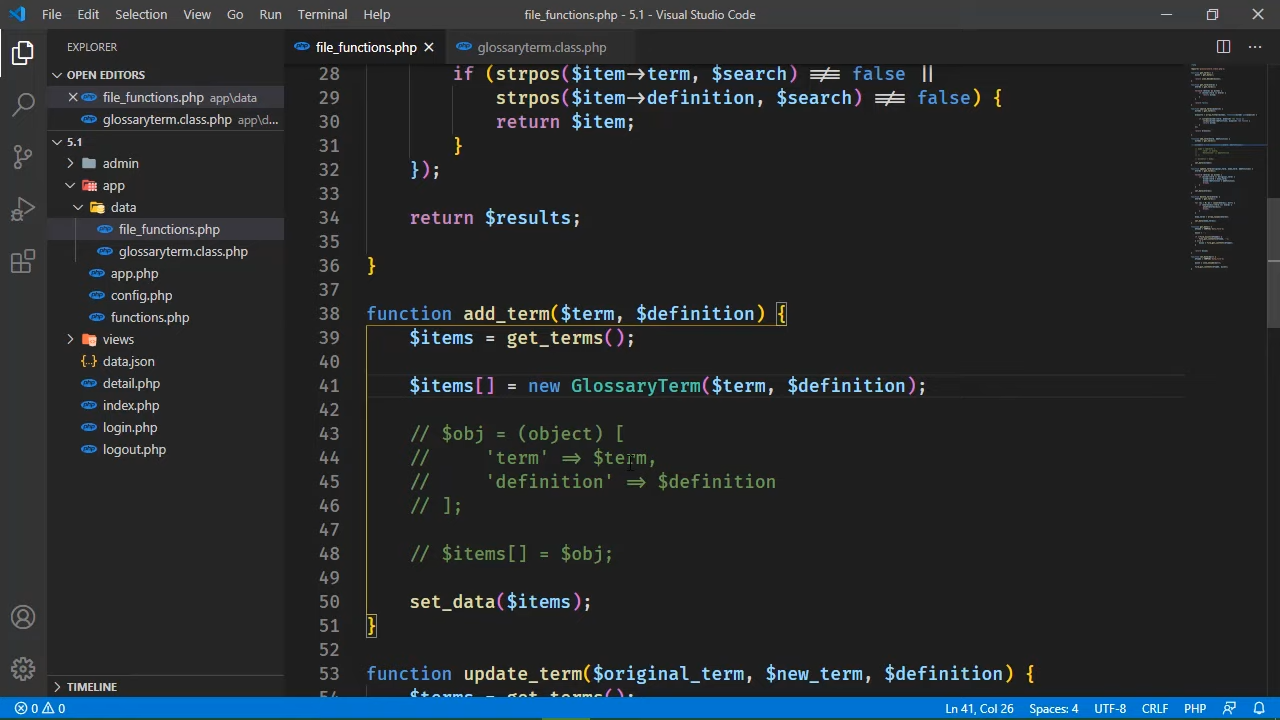 File Edit Selection View Go Run Terminal Help file_functions.php - 5.1 - Visual Studio Code
EXPLORER
OPEN EDITORS
file_functions.php app\data
glossaryterm.class.php app\d...
5.1
admin
app
data
file_functions.php
glossaryterm.class.php
app.php
config.php
functions.php
views
data.json
detail.php
index.php
login.php
logout.php
TIMELINE
file_functions.php glossaryterm.class.php
28 if (strpos($item->term, $search) !== false ||
29 strpos($item->definition, $search) !== false) {
30 return $item;
31 }
32 });
33
34 return $results;
35
36 }
37
38 function add_term($term, $definition) {
39 $items = get_terms();
40
41 $items[] = new GlossaryTerm($term, $definition);
42
43 // $obj = (object) [
44 // 'term' => $term,
45 // 'definition' => $definition
46 // ];
47
48 // $items[] = $obj;
49
50 set_data($items);
51 }
52
53 function update_term($original_term, $new_term, $definition) {
54 $terms = get_terms();
0 0 Ln 41, Col 26 Spaces: 4 UTF-8 CRLF PHP